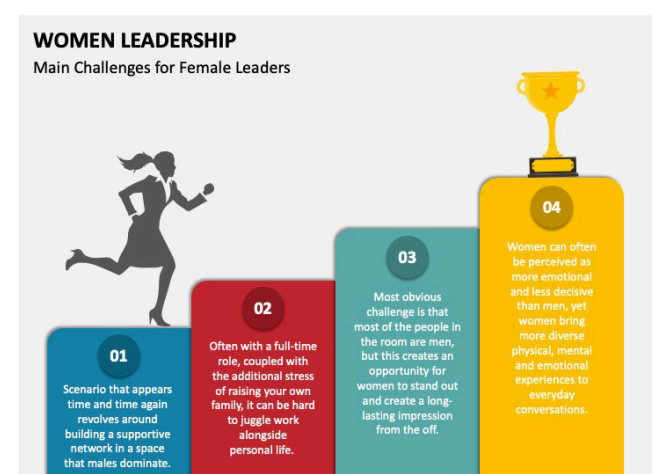 WOMEN LEADERSHIP
Main Challenges for Female Leaders
01
Scenario that appears
time and time again
revolves around
building a supportive
network in a space
that males dominate.
02
Often with a full-time
role, coupled with
the additional stress
of raising your own
family, it can be hard
to juggle work
alongside
personal life.
03
Most obvious
challenge is that
most of the people in
the room are men,
but this creates an
opportunity for
women to stand out
and create a long-
lasting impression
from the off.
04
Women can often
be perceived as
more emotional
and less decisive
than men, yet
women bring
more diverse
physical, mental
and emotional
experiences to
everyday
conversations.